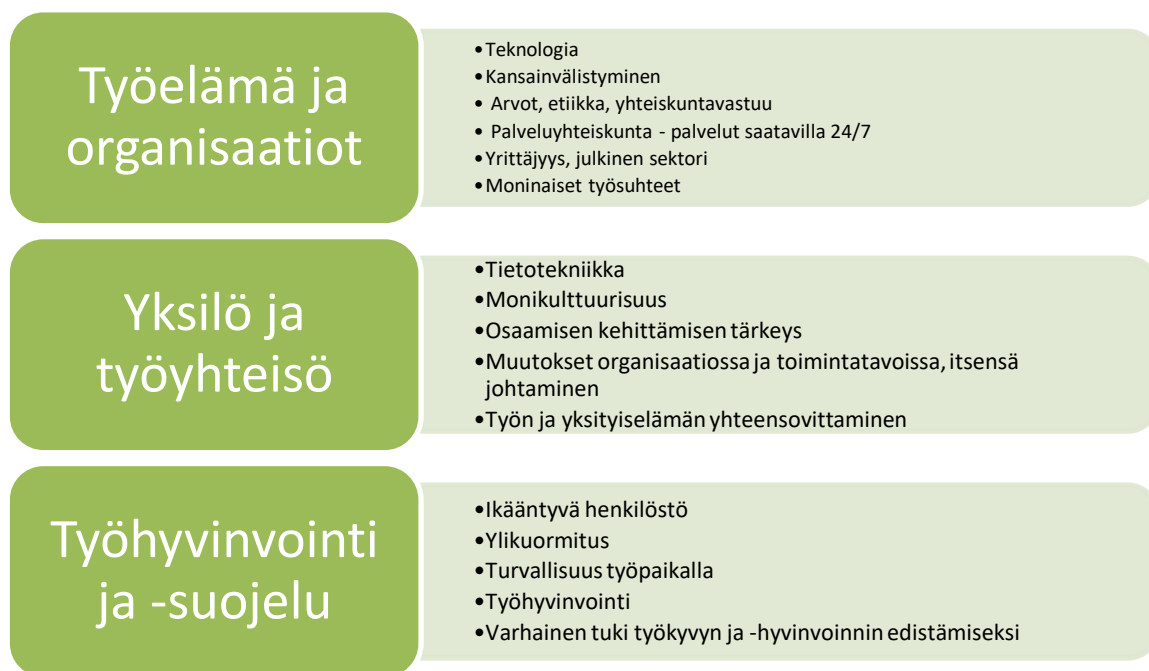 Työelämä ja
organisaatiot
•Teknologia
•Kansainvälistyminen
• Arvot, etiikka, yhteiskuntavastuu
• Palveluyhteiskunta - palvelut saatavilla 24/7
•Yrittäjyys, julkinen sektori
•Moninaiset työsuhteet
Yksilö ja
työyhteisö
•Tietotekniikka
•Monikulttuurisuus
•Osaamisen kehittämisen tärkeys
•Muutokset organisaatiossa ja toimintatavoissa, itsensä
johtaminen
•Työn ja yksityiselämän yhteensovittaminen
Työhyvinvointi
ja -suojelu
•Ikääntyvä henkilöstö
•Ylikuormitus
•Turvallisuus työpaikalla
•Työhyvinvointi
•Varhainen tuki työkyvyn ja -hyvinvoinnin edistämiseksi